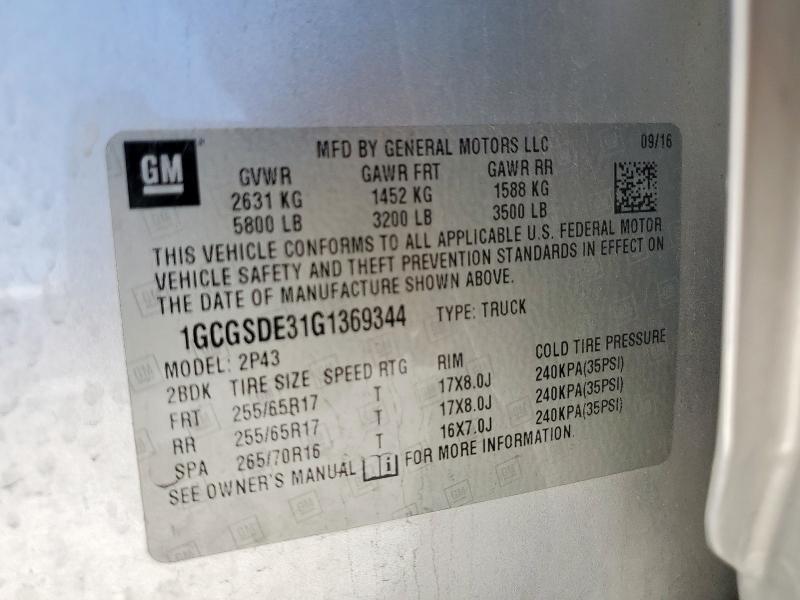 GM
MFD BY GENERAL MOTORS LLC 09/16
GVWR GAWR FRT GAWR RR
2631 KG 1452 KG 1588 KG
5800 LB 3200 LB 3500 LB
THIS VEHICLE CONFORMS TO ALL APPLICABLE U.S. FEDERAL MOTOR
VEHICLE SAFETY AND THEFT PREVENTION STANDARDS IN EFFECT ON
THE DATE OF MANUFACTURE SHOWN ABOVE.
1GCGSDE31G1369344 TYPE: TRUCK
MODEL: 2P43
2BDK TIRE SIZE SPEED RTG RIM COLD TIRE PRESSURE
FRT 255/65R17 T 17X8.0J 240KPA(35PSI)
RR 255/65R17 T 17X8.0J 240KPA(35PSI)
SPA 265/70R16 T 16X7.0J 240KPA(35PSI)
SEE OWNER'S MANUAL i FOR MORE INFORMATION.